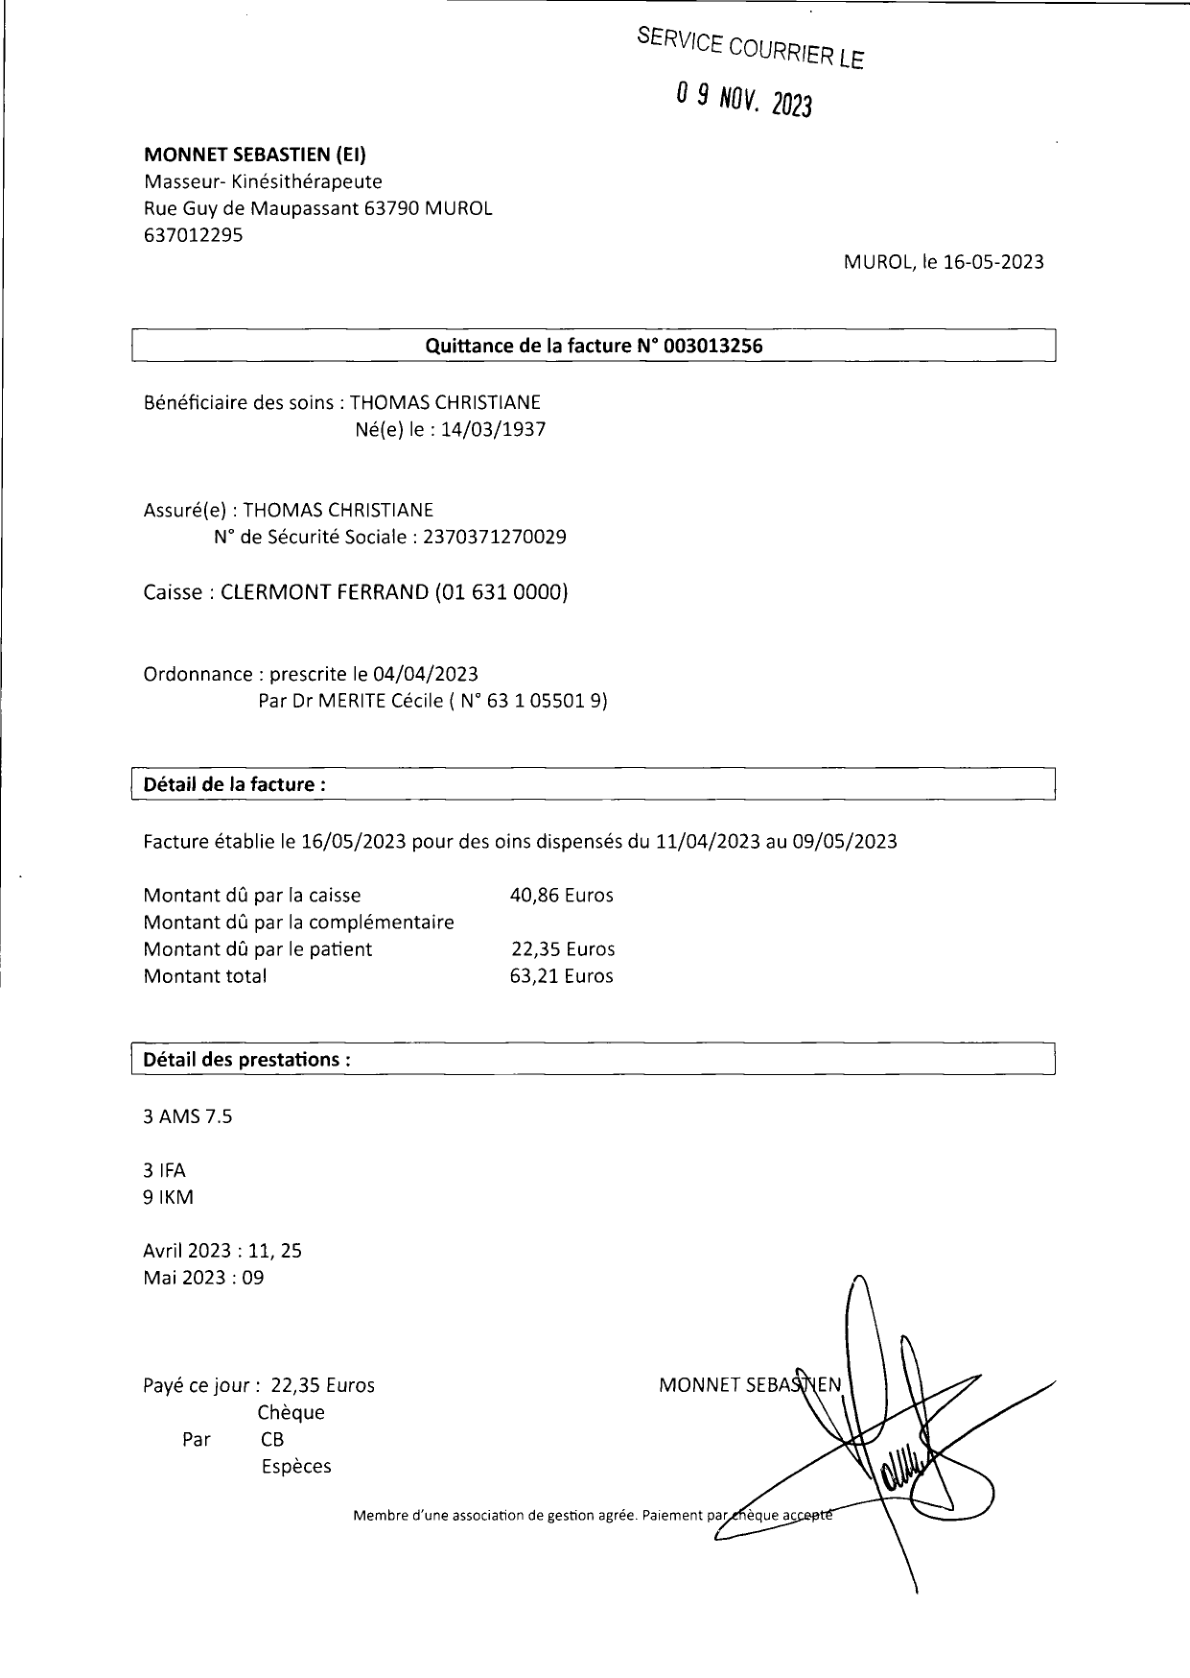 SERVICE COURRIER LE
09 NOV. 2023
MONNET SEBASTIEN (EI)
Masseur- Kinésithérapeute
Rue Guy de Maupassant 63790 MUROL
637012295
MUROL, le 16-05-2023
Quittance de la facture N° 003013256
Bénéficiaire des soins : THOMAS CHRISTIANE
Né(e) le : 14/03/1937
Assuré(e) : THOMAS CHRISTIANE
N° de Sécurité Sociale : 2370371270029
Caisse : CLERMONT FERRAND (01 631 0000)
Ordonnance : prescrite le 04/04/2023
Par Dr MERITE Cécile ( N° 63 1 05501 9)
Détail de la facture :
Facture établie le 16/05/2023 pour des oins dispensés du 11/04/2023 au 09/05/2023
Montant dû par la caisse 40,86 Euros
Montant dû par la complémentaire
Montant dû par le patient 22,35 Euros
Montant total 63,21 Euros
Détail des prestations :
3 AMS 7.5
3 IFA
9 IKM
Avril 2023 : 11, 25
Mai 2023 : 09
Payé ce jour : 22,35 Euros MONNET SEBASTIEN
Chèque
Par CB
Espèces
Membre d'une association de gestion agrée. Paiement par chèque accepté